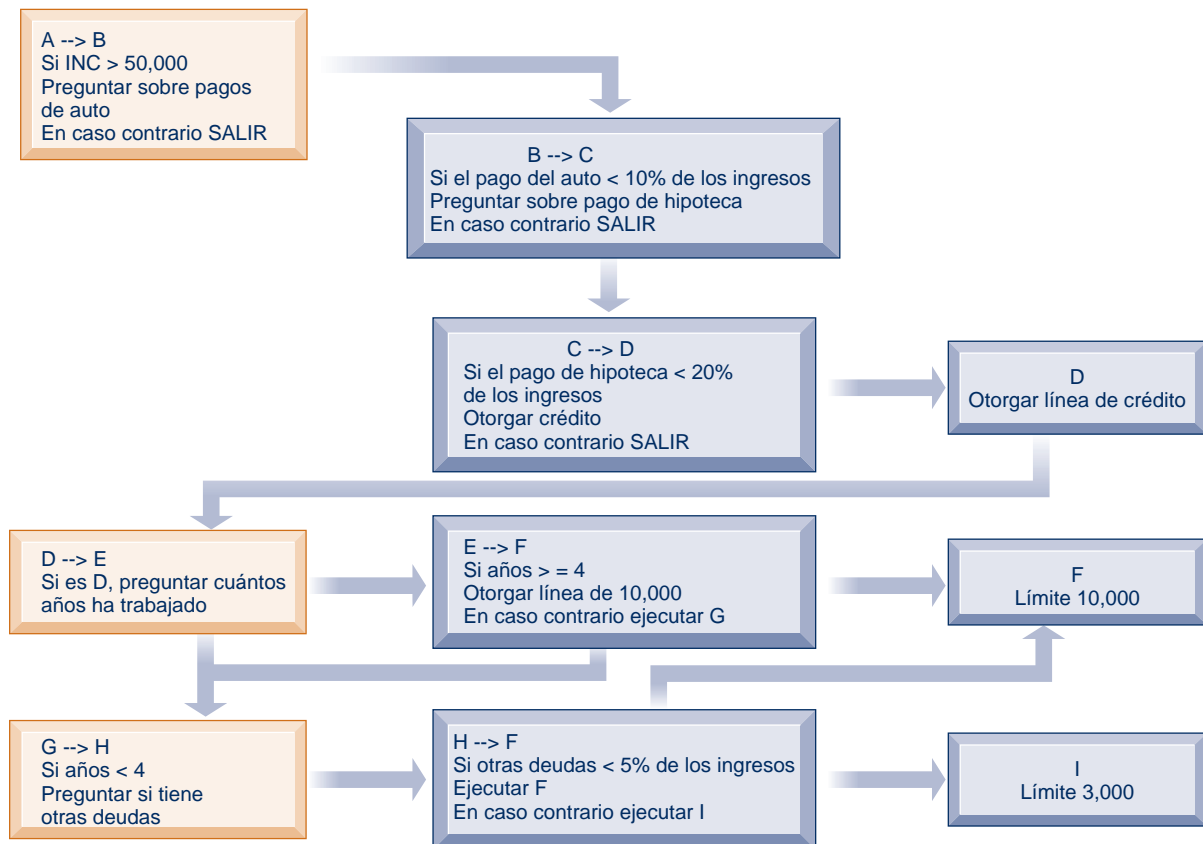 A --> B
Si INC > 50,000
Preguntar sobre pagos
de auto
En caso contrario SALIR
B --> C
Si el pago del auto < 10% de los ingresos
Preguntar sobre pago de hipoteca
En caso contrario SALIR
C --> D
Si el pago de hipoteca < 20%
de los ingresos
Otorgar crédito
En caso contrario SALIR
D
Otorgar línea de crédito
D --> E
Si es D, preguntar cuántos
años ha trabajado
E --> F
Si años > = 4
Otorgar línea de 10,000
En caso contrario ejecutar G
F
Límite 10,000
G --> H
Si años < 4
Preguntar si tiene
otras deudas
H --> F
Si otras deudas < 5% de los ingresos
Ejecutar F
En caso contrario ejecutar I
I
Límite 3,000